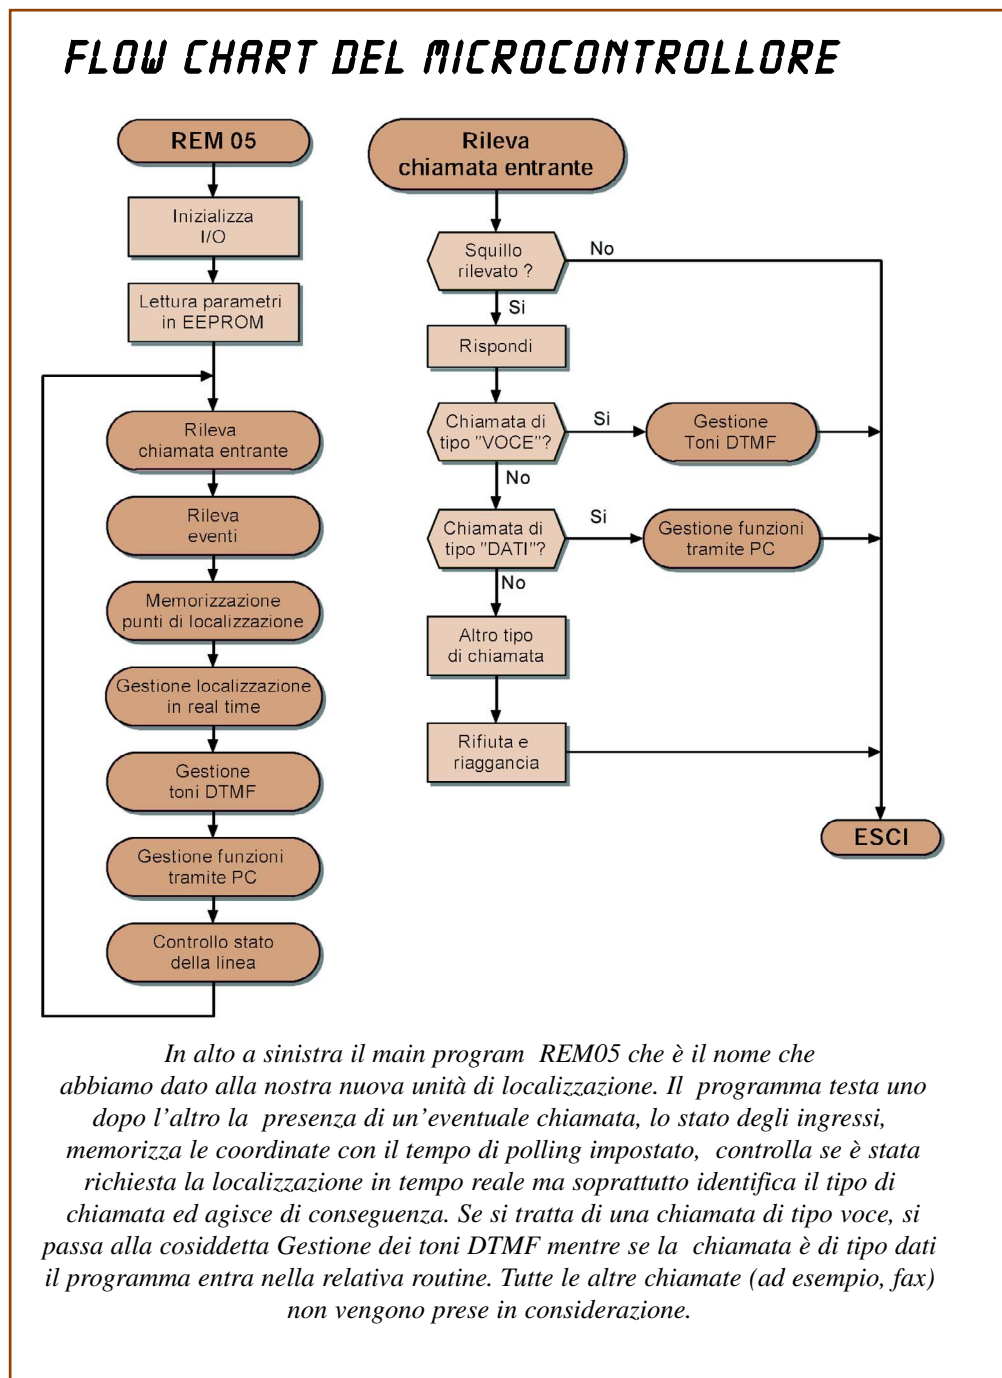 FLOW CHART DEL MICROCONTROLLORE
REM 05
Inizializza
I/O
Lettura parametri
in EEPROM
Rileva
chiamata entrante
Rileva
eventi
Memorizzazione
punti di localizzazione
Gestione localizzazione
in real time
Gestione
toni DTMF
Gestione funzioni
tramite PC
Controllo stato
della linea
Rileva
chiamata entrante
Squillo
rilevato ?
No
Si
Rispondi
Chiamata di
tipo "VOCE"?
Si
Gestione
Toni DTMF
No
Chiamata di
tipo "DATI"?
Si
Gestione funzioni
tramite PC
No
Altro tipo
di chiamata
Rifiuta e
riaggancia
ESCI
In alto a sinistra il main program REM05 che è il nome che
abbiamo dato alla nostra nuova unità di localizzazione. Il programma testa uno
dopo l'altro la presenza di un'eventuale chiamata, lo stato degli ingressi,
memorizza le coordinate con il tempo di polling impostato, controlla se è stata
richiesta la localizzazione in tempo reale ma soprattutto identifica il tipo di
chiamata ed agisce di conseguenza. Se si tratta di una chiamata di tipo voce, si
passa alla cosiddetta Gestione dei toni DTMF mentre se la chiamata è di tipo dati
il programma entra nella relativa routine. Tutte le altre chiamate (ad esempio, fax)
non vengono prese in considerazione.